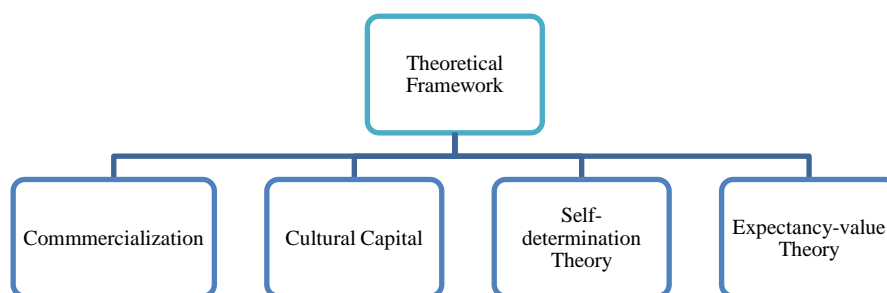 Theoretical
Framework
Commmercialization
Cultural Capital
Self-
determination
Theory
Expectancy-value
Theory